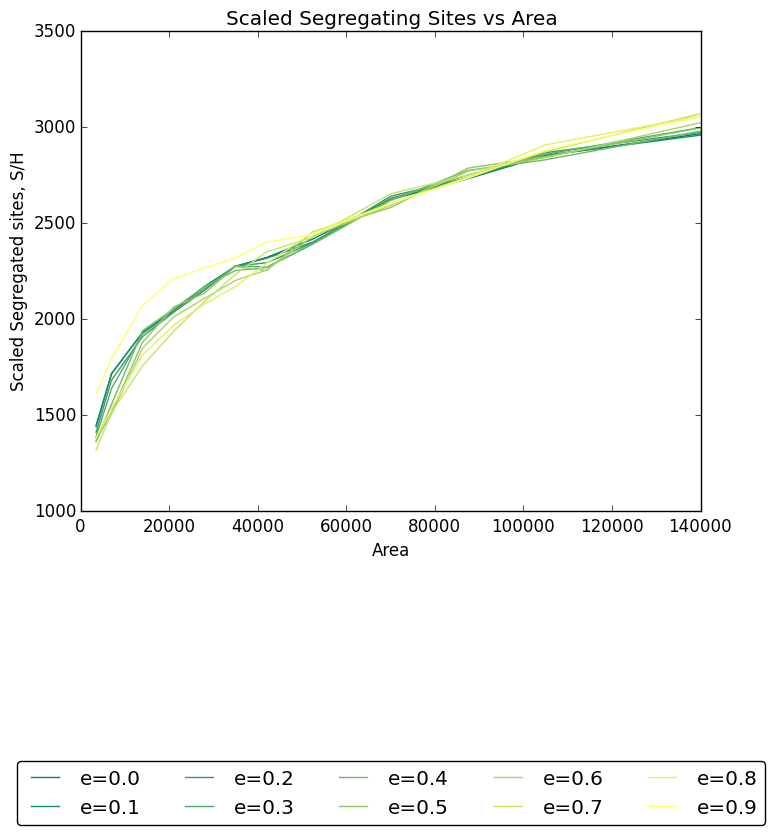 Scaled Segregating Sites vs Area
3500
3000
2500
2000
1500
1000
Scaled Segregated sites, S/H
0 20000 40000 60000 80000 100000 120000 140000
Area
e=0.0 e=0.2 e=0.4 e=0.6 e=0.8
e=0.1 e=0.3 e=0.5 e=0.7 e=0.9